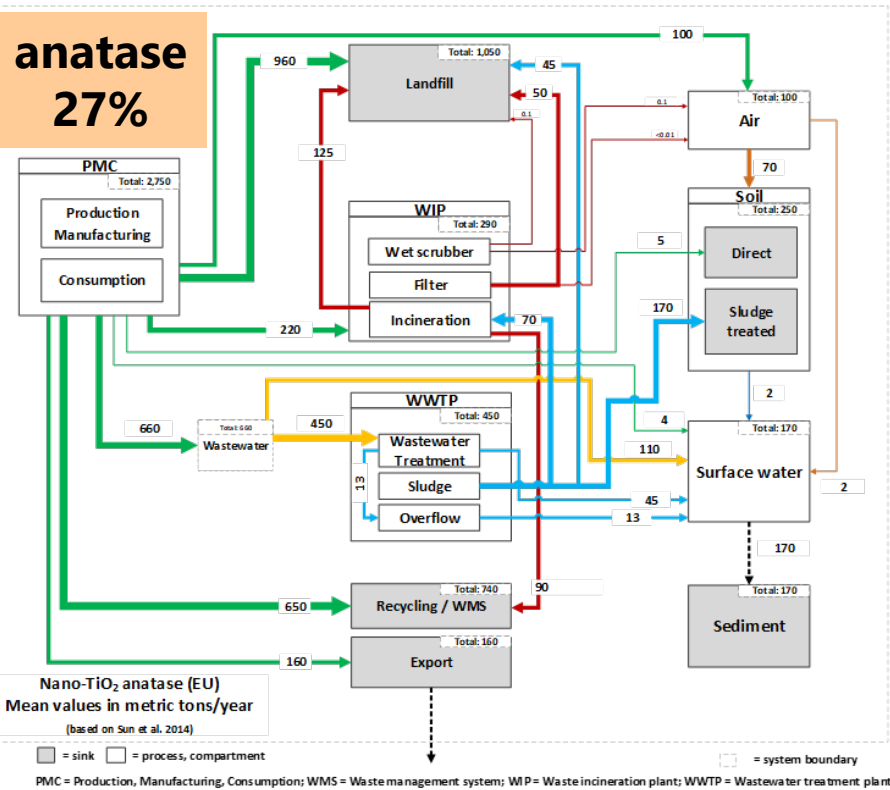 anatase
27%
100
960
Total: 1,050
Landfill
45
50
0.1
0.1
<0.01
Total: 100
Air
125
70
PMC
Total: 2,750
Production
Manufacturing
Consumption
WIP
Total: 290
Wet scrubber
Filter
Incineration
Soil
Total: 250
Direct
Sludge
treated
5
170
70
220
2
WWTP
Total: 450
Wastewater
Treatment
Sludge
Overflow
13
660
Total: 660
Wastewater
450
4
110
Total: 170
Surface water
45
13
2
170
Total: 740
Recycling / WMS
90
650
Total: 170
Sediment
Total: 160
Export
160
Nano-TiO2 anatase (EU)
Mean values in metric tons/year
(based on Sun et al. 2014)
= sink
= process, compartment
= system boundary
PMC = Production, Manufacturing, Consumption; WMS = Waste management system; WIP = Waste incineration plant; WWTP = Wastewater treatment plant